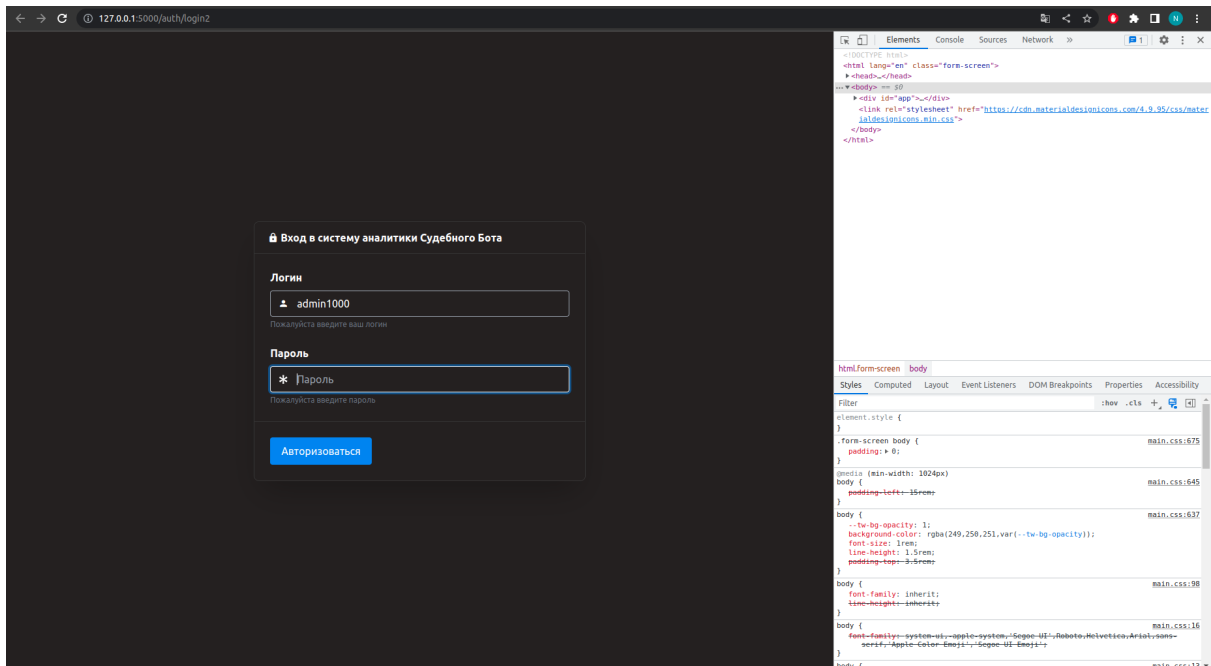 127.0.0.1:5000/auth/login2
N
Elements Console Sources Network » 1
<!DOCTYPE html>
<html lang="en" class="form-screen">
▶<head>…</head>
…▼<body> == $0
▶<div id="app">…</div>
<link rel="stylesheet" href="https://cdn.materialdesignicons.com/4.9.95/css/mater
ialdesignicons.min.css">
</body>
</html>
Вход в систему аналитики Судебного Бота
Логин
admin1000
Пожалуйста введите ваш логин
Пароль
Пароль
Пожалуйста введите пароль
Авторизоваться
html.form-screen body
Styles Computed Layout Event Listeners DOM Breakpoints Properties Accessibility
Filter :hov .cls +
element.style {
}
.form-screen body { main.css:675
padding: ▶ 0;
}
@media (min-width: 1024px)
body { main.css:645
padding-left: 15rem;
}
body { main.css:637
--tw-bg-opacity: 1;
background-color: rgba(249,250,251,var(--tw-bg-opacity));
font-size: 1rem;
line-height: 1.5rem;
padding-top: 3.5rem;
}
body { main.css:98
font-family: inherit;
line-height: inherit;
}
body { main.css:16
font-family: system-ui,-apple-system,'Segoe UI',Roboto,Helvetica,Arial,sans-
serif,'Apple Color Emoji','Segoe UI Emoji';
}
body { main.css:13